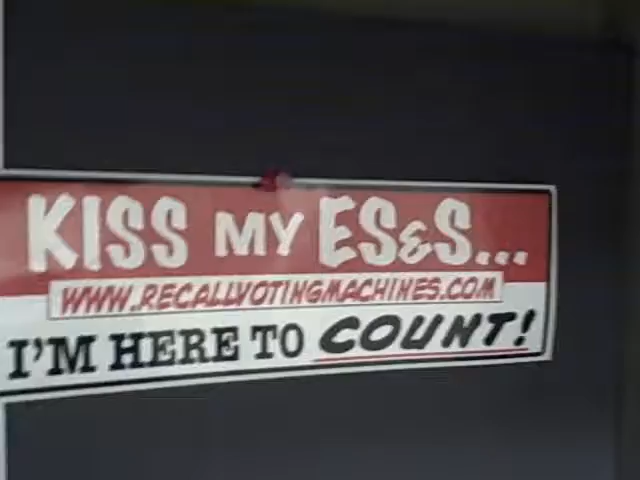 KISS MY ES&S...
WWW.RECALLVOTINGMACHINES.COM
I'M HERE TO COUNT!